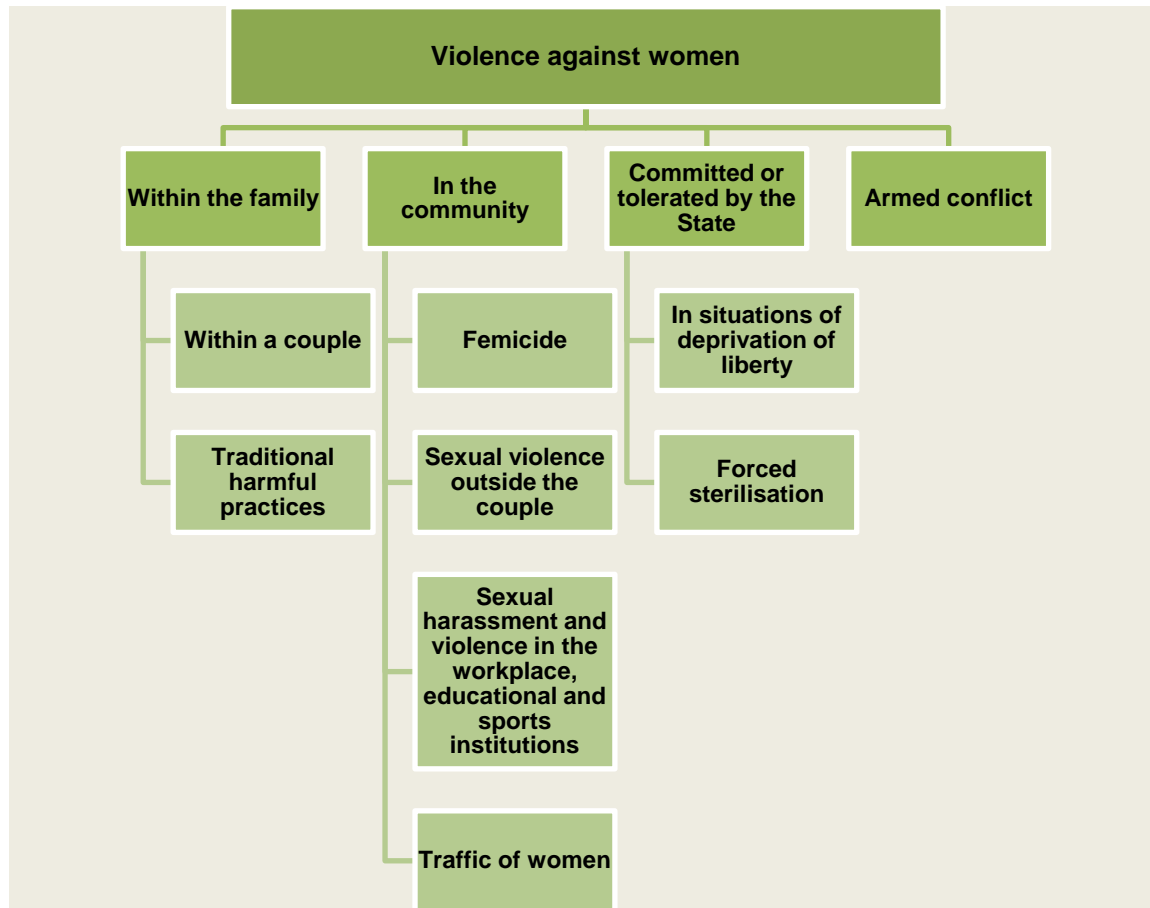 Violence against women
Within the family
In the
community
Committed or
tolerated by the
State
Armed conflict
Within a couple
Traditional
harmful
practices
Femicide
Sexual violence
outside the
couple
Sexual
harassment and
violence in the
workplace,
educational and
sports
institutions
Traffic of women
In situations of
deprivation of
liberty
Forced
sterilisation